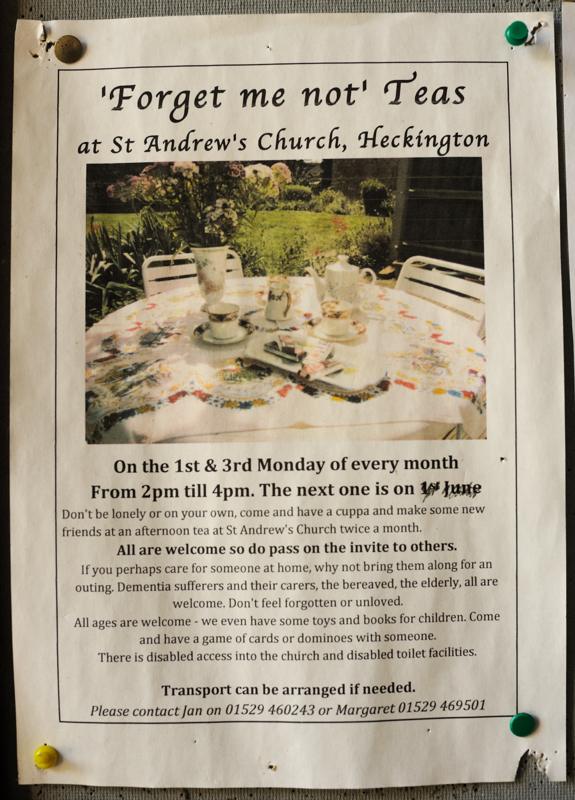 'Forget me not' Teas
at St Andrew's Church, Heckington
On the 1st & 3rd Monday of every month
From 2pm till 4pm. The next one is on 1st June
Don't be lonely or on your own, come and have a cuppa and make some new
friends at an afternoon tea at St Andrew's Church twice a month.
All are welcome so do pass on the invite to others.
If you perhaps care for someone at home, why not bring them along for an
outing. Dementia sufferers and their carers, the bereaved, the elderly, all are
welcome. Don't feel forgotten or unloved.
All ages are welcome - we even have some toys and books for children. Come
and have a game of cards or dominoes with someone.
There is disabled access into the church and disabled toilet facilities.
Transport can be arranged if needed.
Please contact Jan on 01529 460243 or Margaret 01529 469501